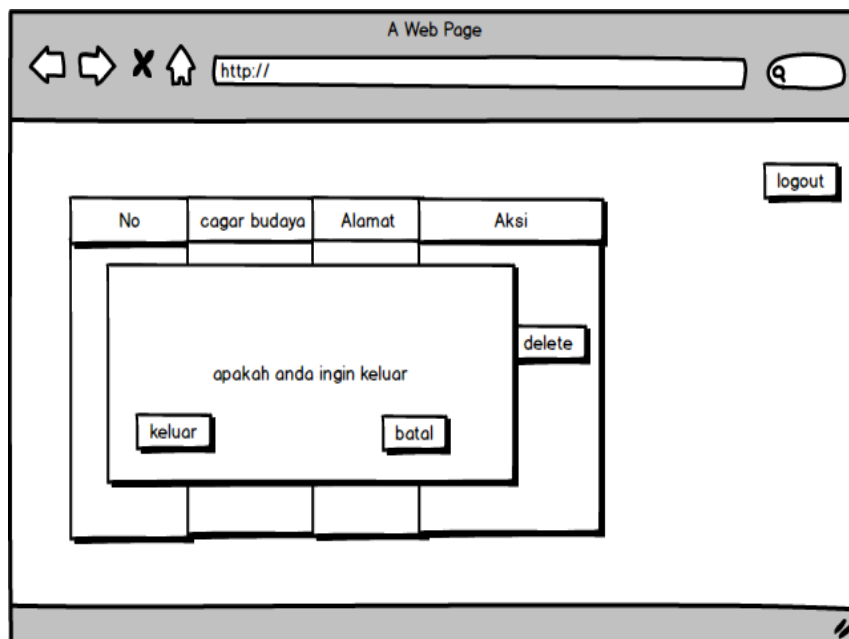 A Web Page
http://
logout
No cagar budaya Alamat Aksi
delete
apakah anda ingin keluar
keluar batal